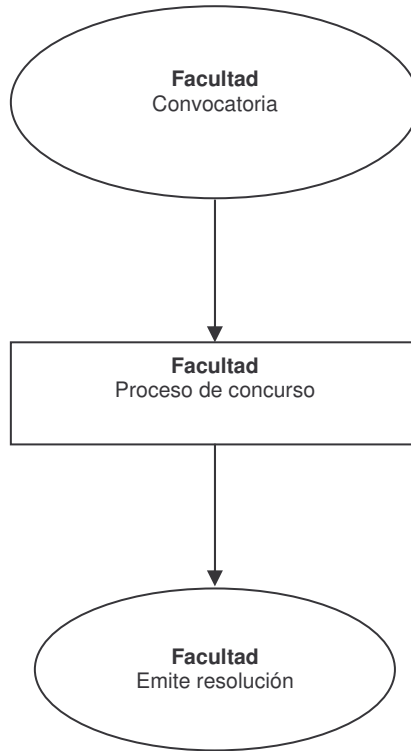 Facultad
Convocatoria
Facultad
Proceso de concurso
Facultad
Emite resolución